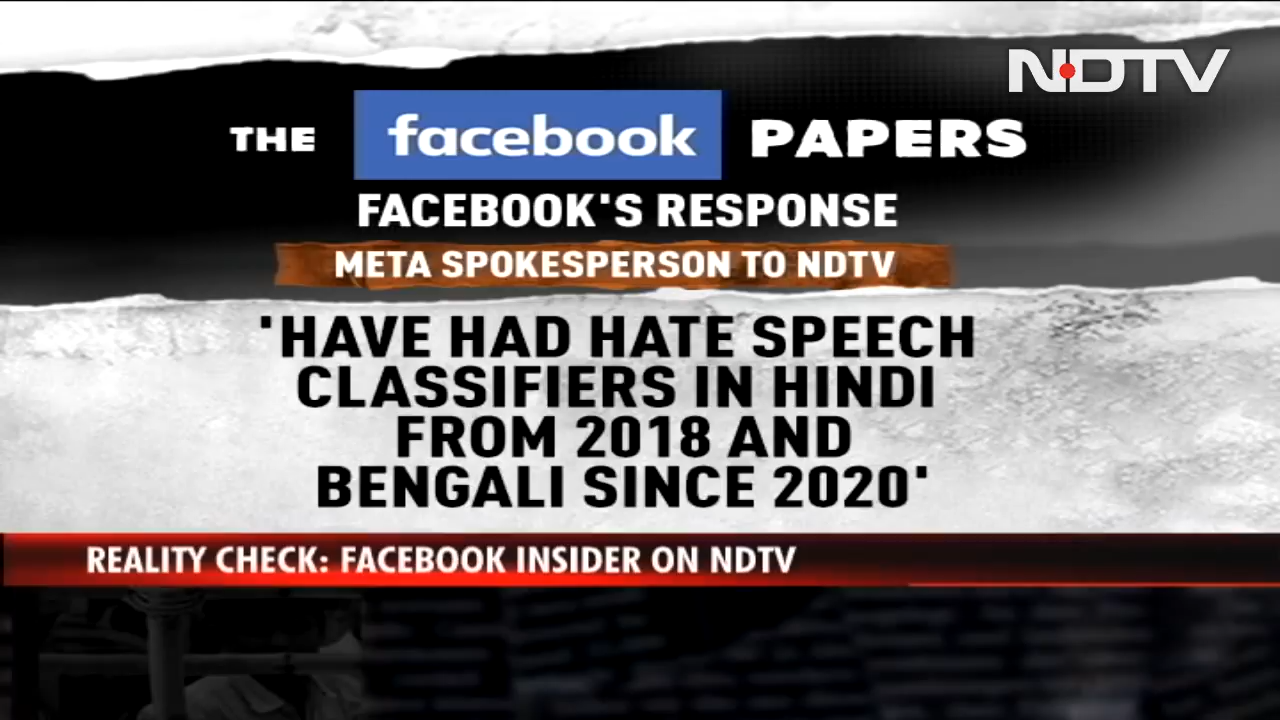 NDTV
THE facebook PAPERS
FACEBOOK'S RESPONSE
META SPOKESPERSON TO NDTV
'HAVE HAD HATE SPEECH
CLASSIFIERS IN HINDI
FROM 2018 AND
BENGALI SINCE 2020'
REALITY CHECK: FACEBOOK INSIDER ON NDTV